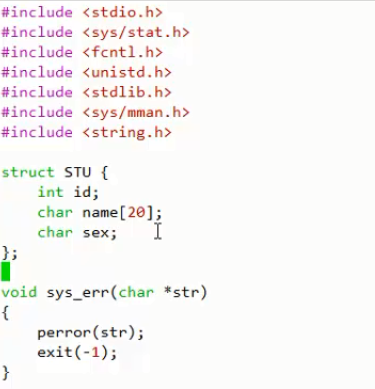 #include <stdio.h>
#include <sys/stat.h>
#include <fcntl.h>
#include <unistd.h>
#include <stdlib.h>
#include <sys/mman.h>
#include <string.h>

struct STU {
    int id;
    char name[20];
    char sex;
};

void sys_err(char *str)
{
    perror(str);
    exit(-1);
}